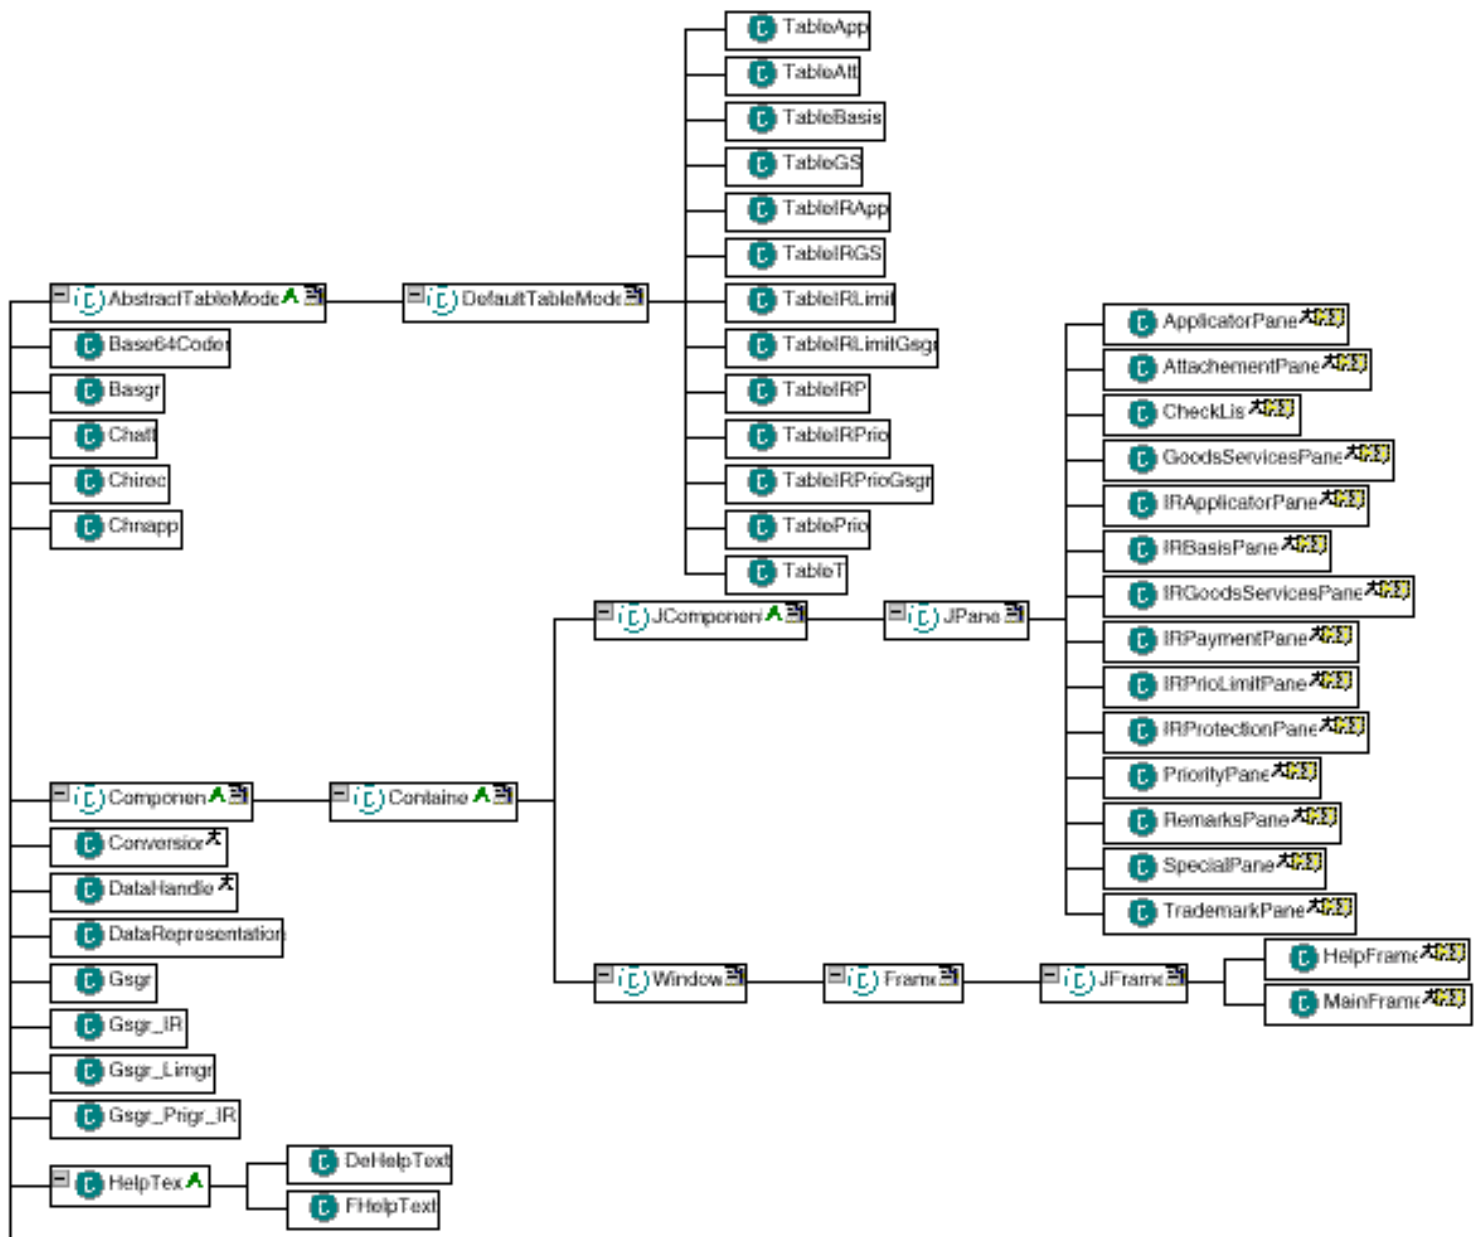 TableApp
TableAtt
TableBasis
TableGS
TableIRApp
TableIRGS
AbstractTableMode
DefaultTableMode
TableIRLimit
ApplicatorPane
Base64Coder
TableIRLimitGsgr
AttachementPane
Basgr
TableIRP
CheckLis
Chatt
TableIRPrio
GoodsServicesPane
Chirec
TableIRPrioGsgr
IRApplicatorPane
Chnapp
TablePrio
IRBasisPane
TableT
IRGoodsServicesPane
JComponent
JPane
IRPaymentPane
IRPrioLimitPane
IRProtectionPane
PriorityPane
Componen
Containe
RemarksPane
Conversion
SpecialPane
DataHandle
TrademarkPane
DataRepresentation
HelpFrame
Gsgr
Window
Frame
JFrame
MainFrame
Gsgr_IR
Gsgr_Limgr
Gsgr_Prigr_IR
DeHelpText
HelpTex
FHelpText